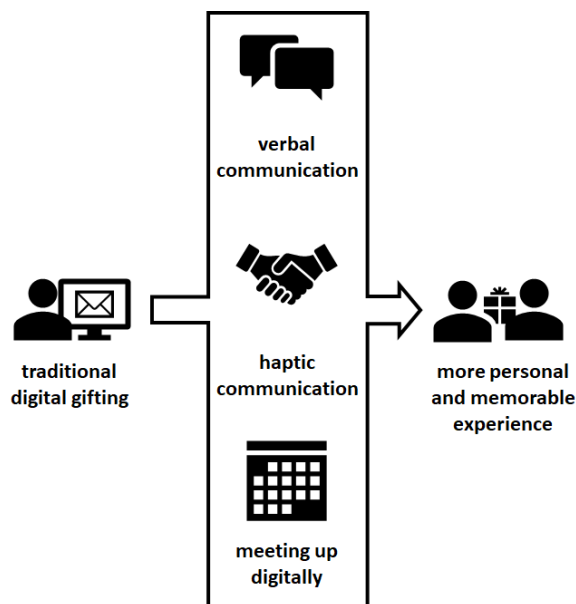 verbal
communication
traditional
digital gifting
haptic
communication
more personal
and memorable
experience
meeting up
digitally